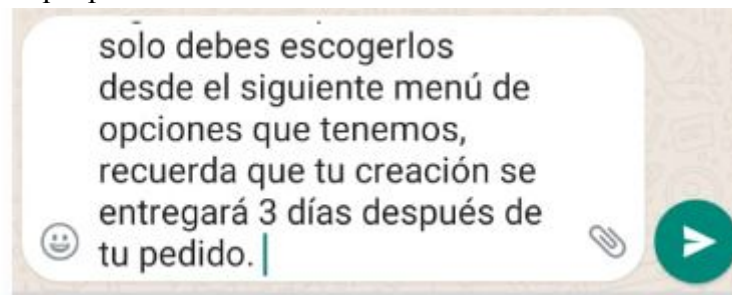 solo debes escogerlos
desde el siguiente menú de
opciones que tenemos,
recuerda que tu creación se
entregará 3 días después de
tu pedido.